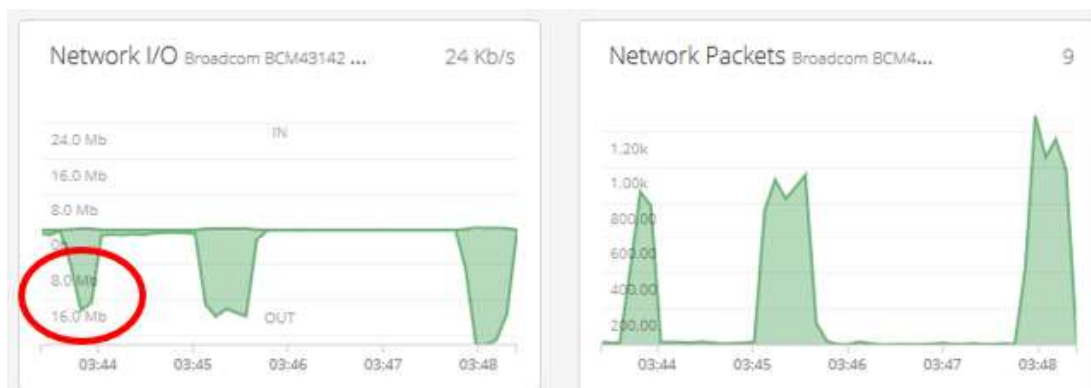 Network I/O Broadcom BCM43142 ... 24 Kb/s
24.0 Mb
IN
16.0 Mb
8.0 Mb
8.0 Mb
16.0 Mb
OUT
03:44 03:45 03:46 03:47 03:48
Network Packets Broadcom BCM4... 9
1.20k
1.00k
800.00
600.00
400.00
200.00
03:44 03:45 03:46 03:47 03:48